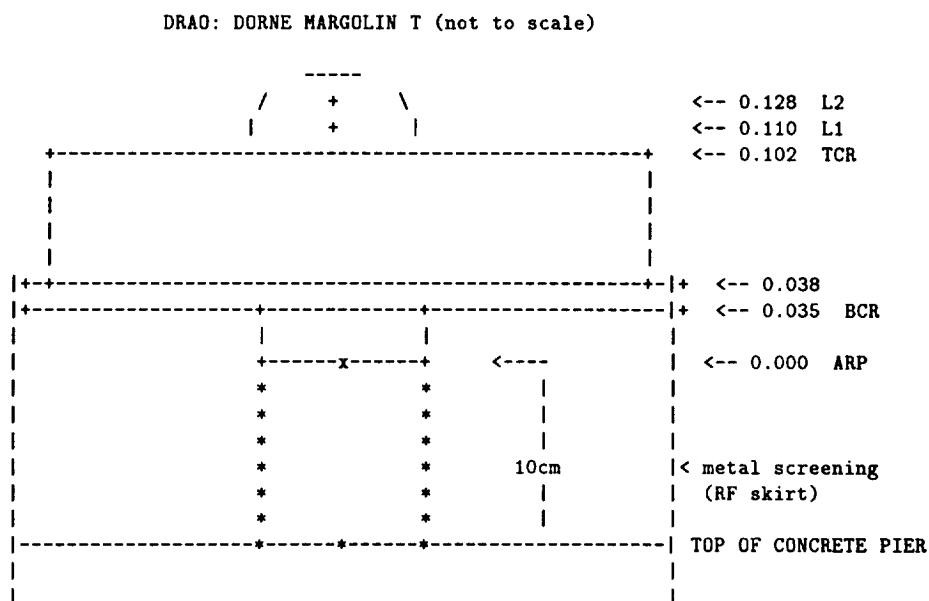 DRAO: DORNE MARGOLIN T (not to scale)
<-- 0.128 L2
<-- 0.110 L1
<-- 0.102 TCR
<-- 0.038
<-- 0.035 BCR
<-- 0.000 ARP
10cm
< metal screening
(RF skirt)
TOP OF CONCRETE PIER